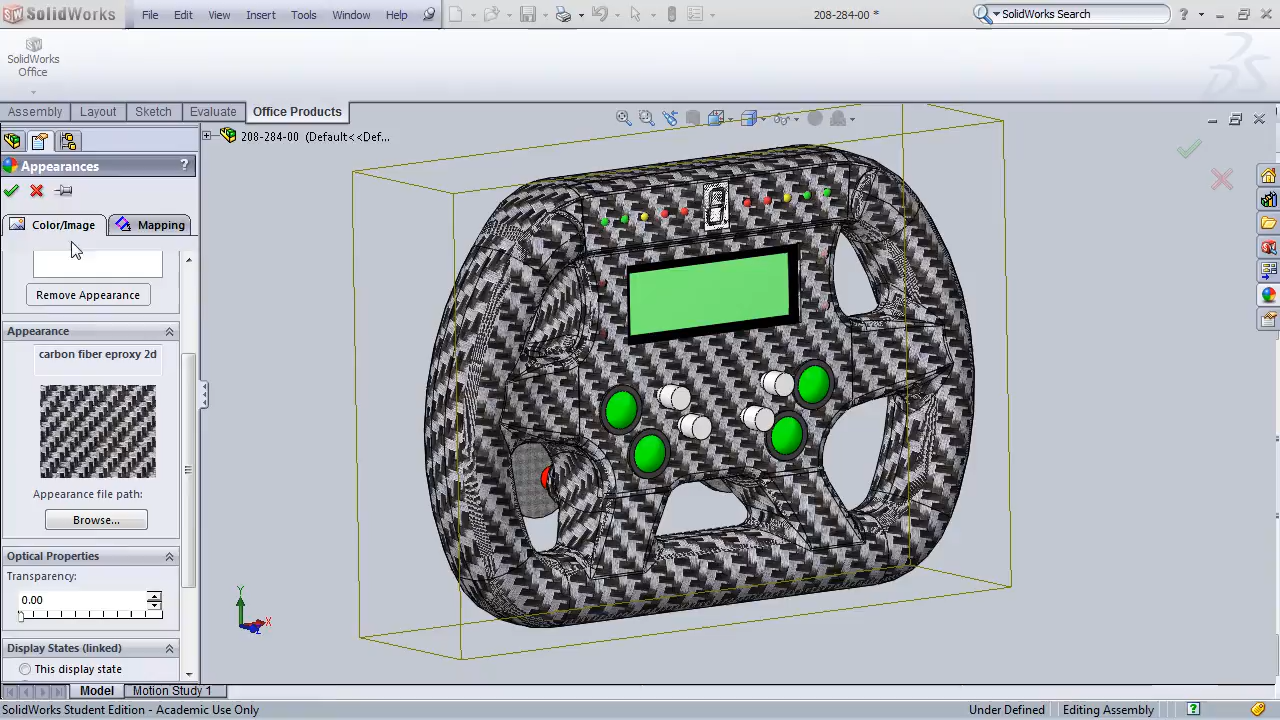 SolidWorks
File Edit View Insert Tools Window Help
208-284-00 *
SolidWorks Search
?
SolidWorks
Office
Assembly Layout Sketch Evaluate Office Products
208-284-00 (Default<<Def...
Appearances ?
Color/Image Mapping
Remove Appearance
Appearance
carbon fiber eproxy 2d
Appearance file path:
Browse...
Optical Properties
Transparency:
0.00
Display States (linked)
This display state
Y
X
Z
Model Motion Study 1
SolidWorks Student Edition - Academic Use Only
Under Defined Editing Assembly ?